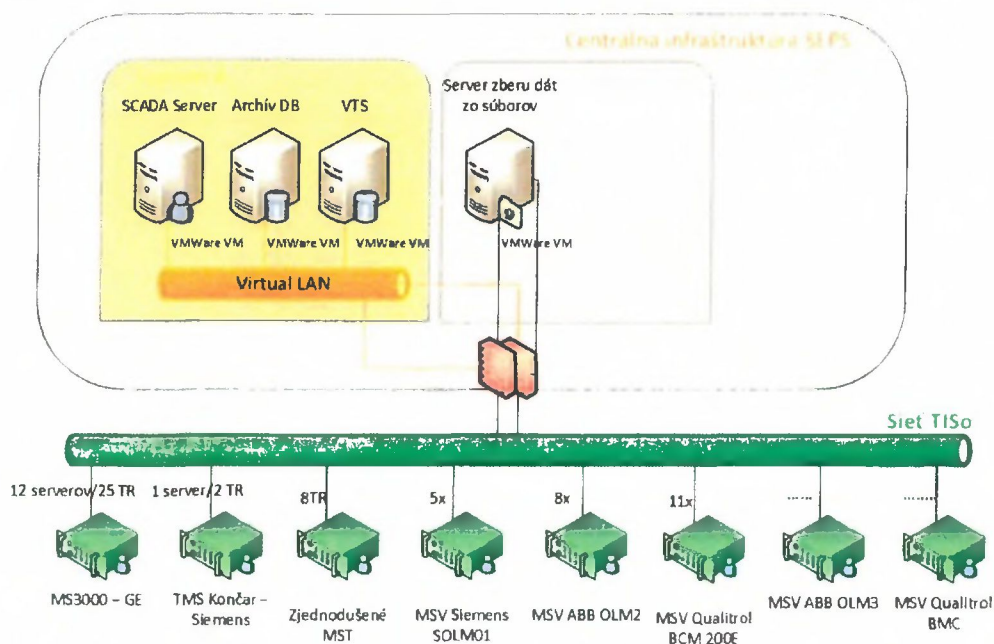 Centrálna infraštruktúra SEPS
SCADA Server
Archív DB
VTS
Server zberu dát
zo súborov
VMWare VM
VMWare VM
VMWare VM
VMWare VM
Virtual LAN
Sieť TISo
12 serverov/25 TR
1 server/2 TR
8TR
5x
8x
11x
......
........
MS3000 – GE
TMS Končar –
Siemens
Zjednodušené
MST
MSV Siemens
SOLM01
MSV ABB OLM2
MSV Qualitrol
BCM 200E
MSV ABB OLM3
MSV Qualitrol
BMC